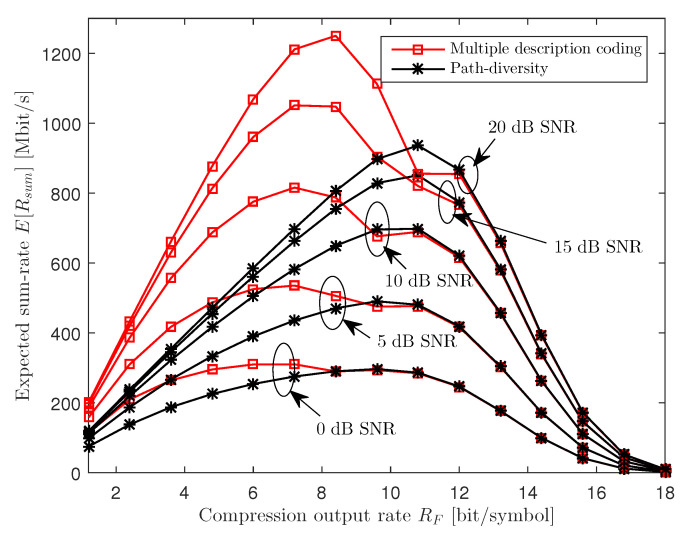 Expected sum-rate E[R_sum] [Mbit/s]
1200
1000
800
600
400
200
0
Multiple description coding
Path-diversity
20 dB SNR
15 dB SNR
10 dB SNR
5 dB SNR
0 dB SNR
2 4 6 8 10 12 14 16 18
Compression output rate R_F [bit/symbol]